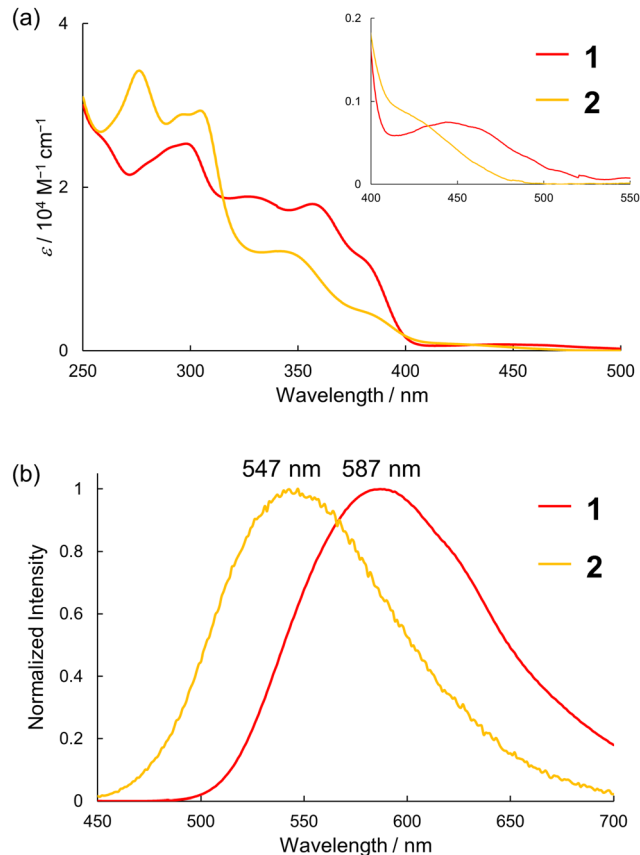 (a)
4
2
0
ε / 10⁴ M⁻¹ cm⁻¹
250 300 350 400 450 500
Wavelength / nm
0.2
0.1
0
400 450 500 550
1
2
(b)
547 nm 587 nm
1
0.8
0.6
0.4
0.2
0
Normalized Intensity
450 500 550 600 650 700
Wavelength / nm
1
2